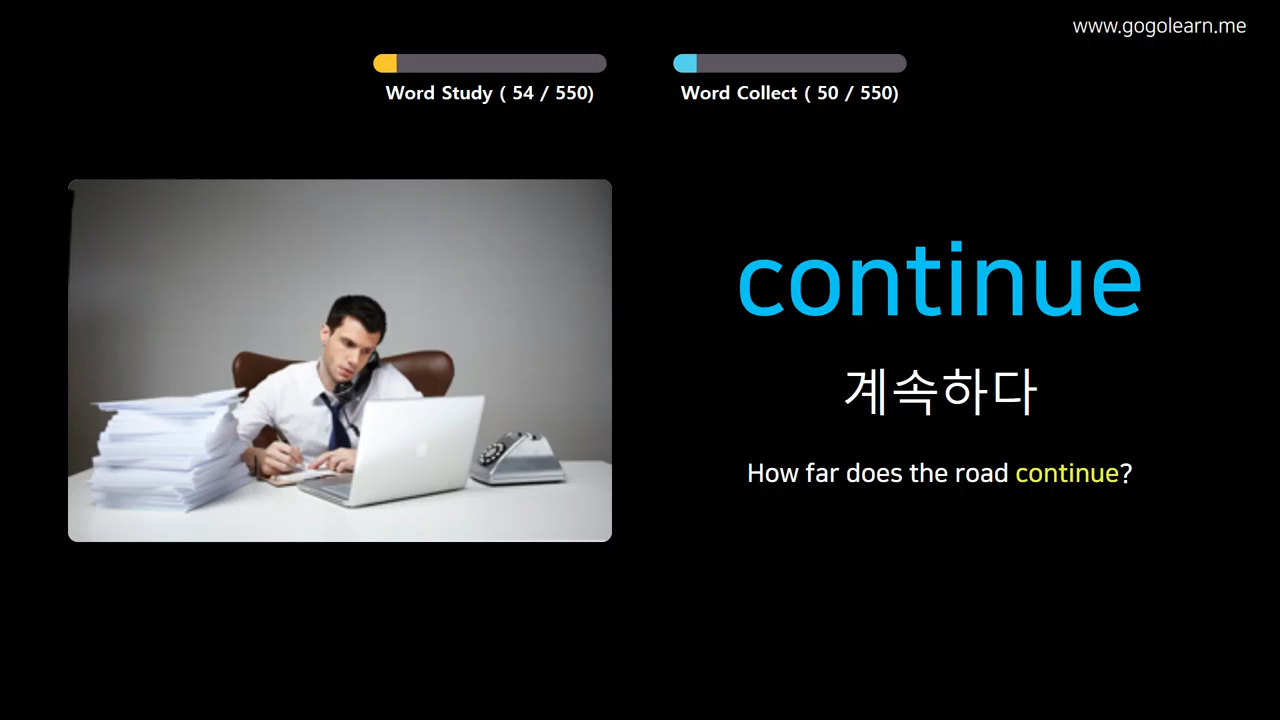 www.gogolearn.me
Word Study ( 54 / 550)
Word Collect ( 50 / 550)
continue
계속하다
How far does the road continue?